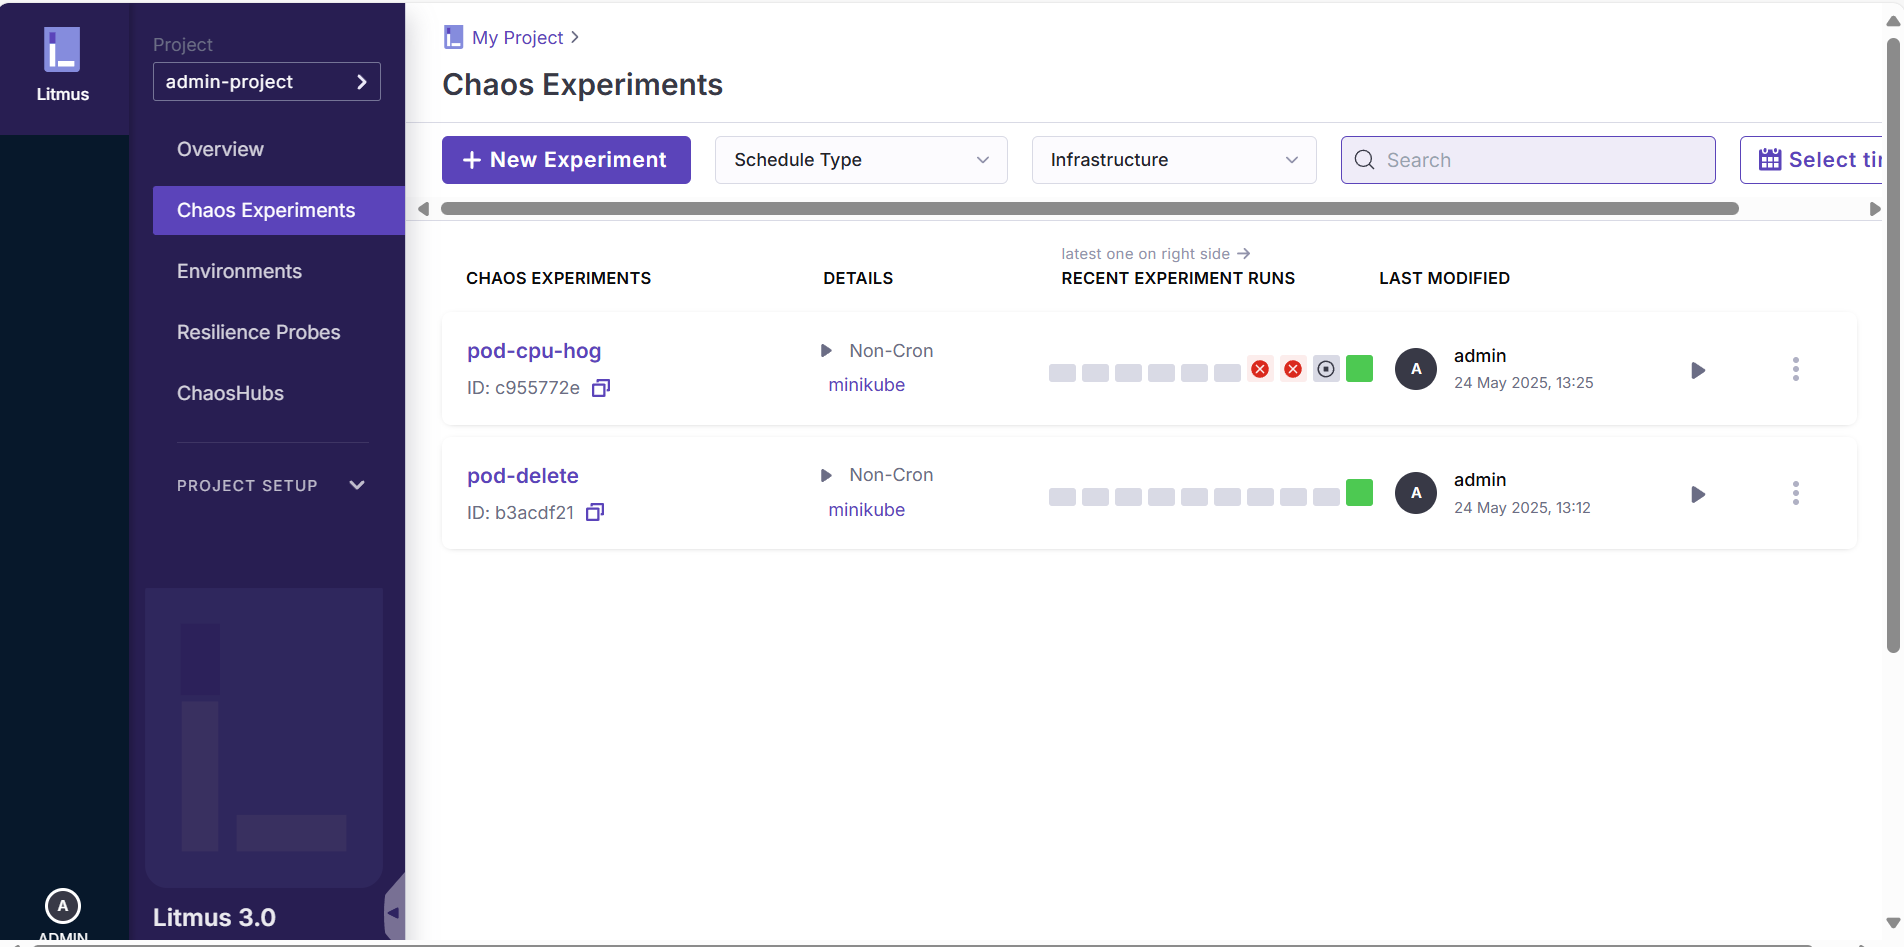 Litmus
Project
admin-project
Overview
Chaos Experiments
Environments
Resilience Probes
ChaosHubs
PROJECT SETUP
Litmus 3.0
A
ADMIN
My Project
Chaos Experiments
+ New Experiment
Schedule Type
Infrastructure
Search
Select
latest one on right side →
CHAOS EXPERIMENTS DETAILS RECENT EXPERIMENT RUNS LAST MODIFIED
pod-cpu-hog
ID: c955772e
Non-Cron
minikube
A
admin
24 May 2025, 13:25
pod-delete
ID: b3acdf21
Non-Cron
minikube
A
admin
24 May 2025, 13:12